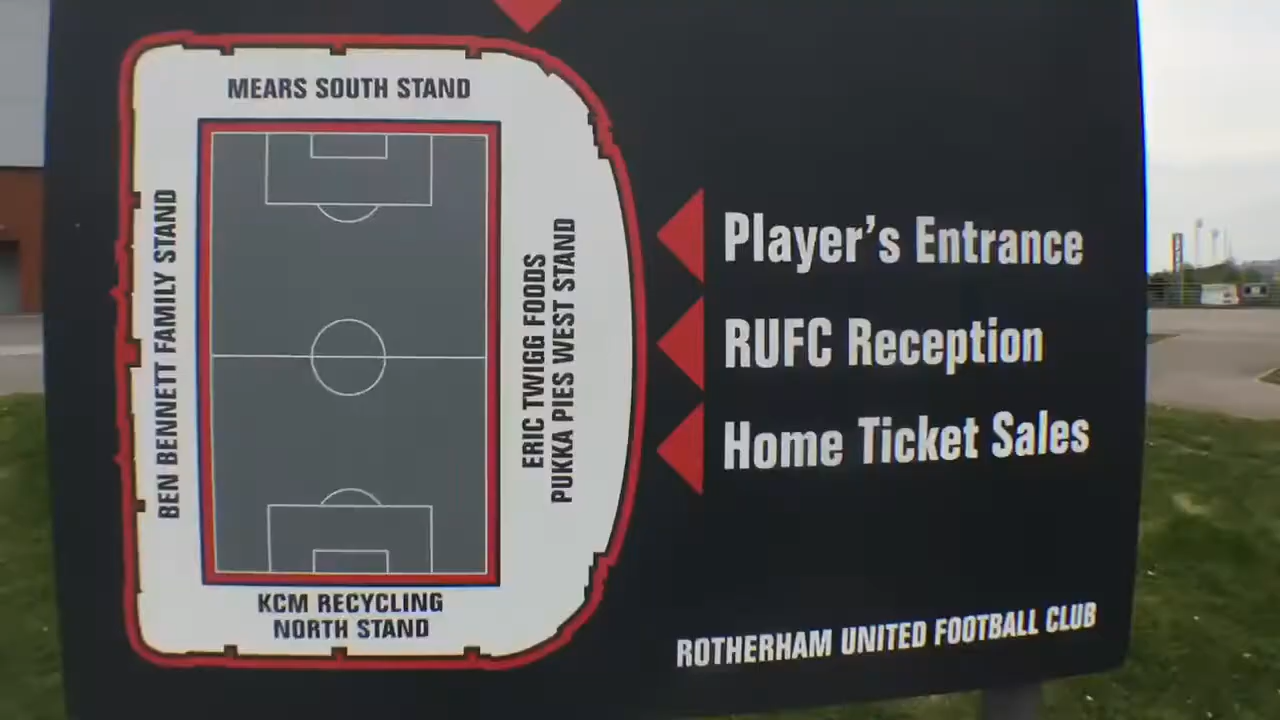 MEARS SOUTH STAND
BEN BENNETT FAMILY STAND
ERIC TWIGG FOODS
PUKKA PIES WEST STAND
KCM RECYCLING
NORTH STAND
Player's Entrance
RUFC Reception
Home Ticket Sales
ROTHERHAM UNITED FOOTBALL CLUB